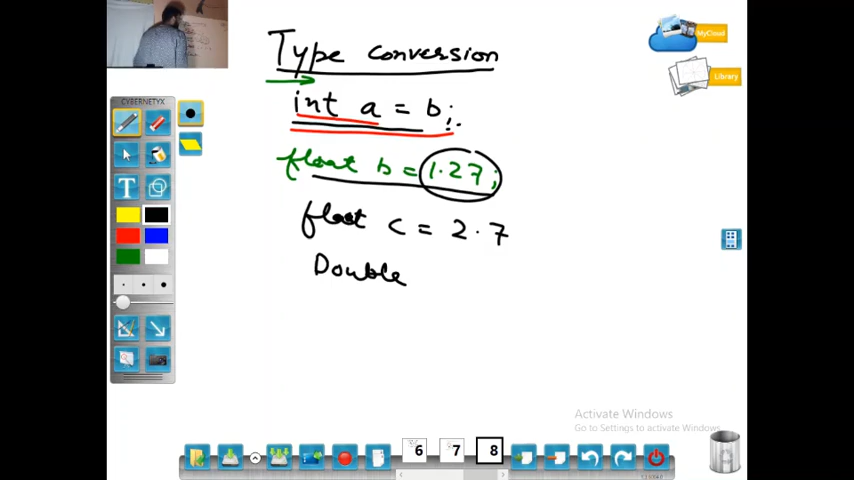 Type conversion
int a = b;
float b = 1.27;
float c = 2.7
Double
CYBERNETYX
T
MyCloud
Library
Activate Windows
Go to Settings to activate Windows.
6 7 8